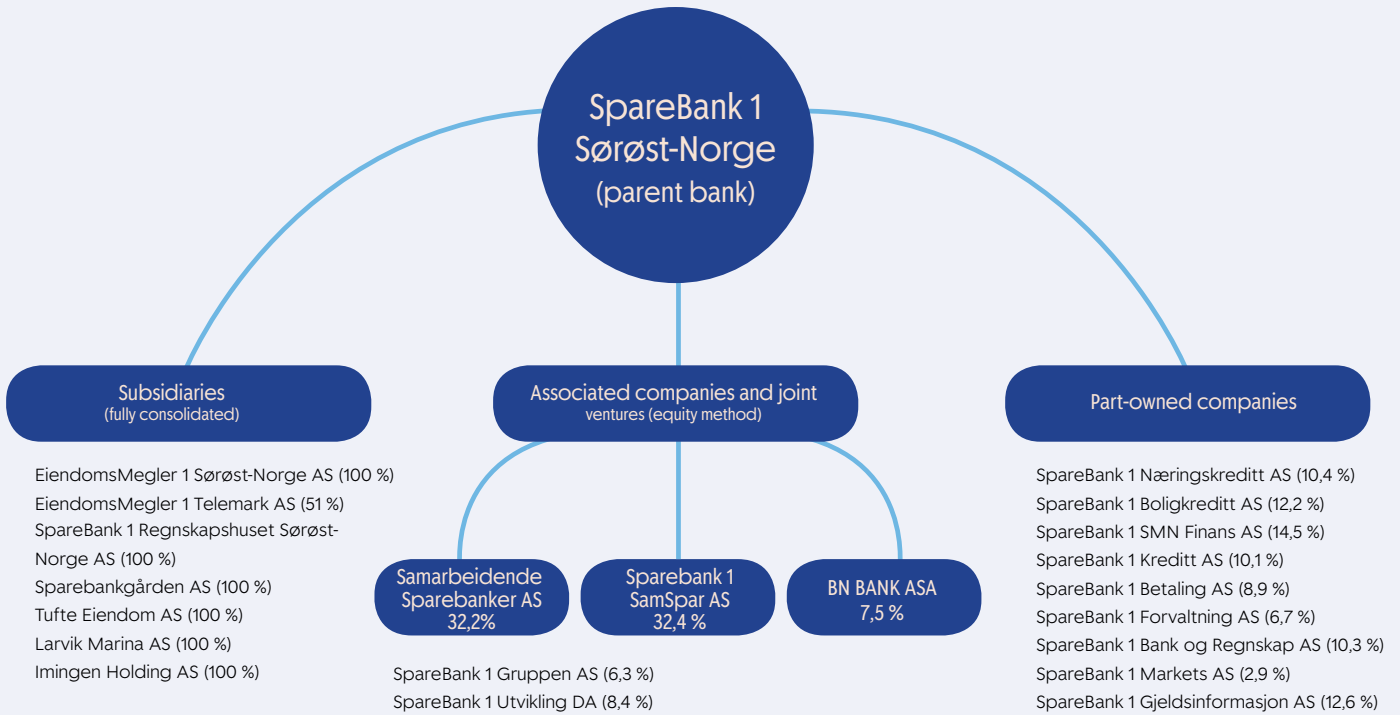 SpareBank 1
Sørøst-Norge
(parent bank)
Subsidiaries
(fully consolidated)
EiendomsMegler 1 Sørøst-Norge AS (100 %)
EiendomsMegler 1 Telemark AS (51 %)
SpareBank 1 Regnskapshuset Sørøst-
Norge AS (100 %)
Sparebankgården AS (100 %)
Tufte Eiendom AS (100 %)
Larvik Marina AS (100 %)
Imingen Holding AS (100 %)
Associated companies and joint
ventures (equity method)
Samarbeidende
Sparebanker AS
32,2%
Sparebank 1
SamSpar AS
32,4 %
BN BANK ASA
7,5 %
SpareBank 1 Gruppen AS (6,3 %)
SpareBank 1 Utvikling DA (8,4 %)
Part-owned companies
SpareBank 1 Næringskreditt AS (10,4 %)
SpareBank 1 Boligkreditt AS (12,2 %)
SpareBank 1 SMN Finans AS (14,5 %)
SpareBank 1 Kreditt AS (10,1 %)
SpareBank 1 Betaling AS (8,9 %)
SpareBank 1 Forvaltning AS (6,7 %)
SpareBank 1 Bank og Regnskap AS (10,3 %)
SpareBank 1 Markets AS (2,9 %)
SpareBank 1 Gjeldsinformasjon AS (12,6 %)